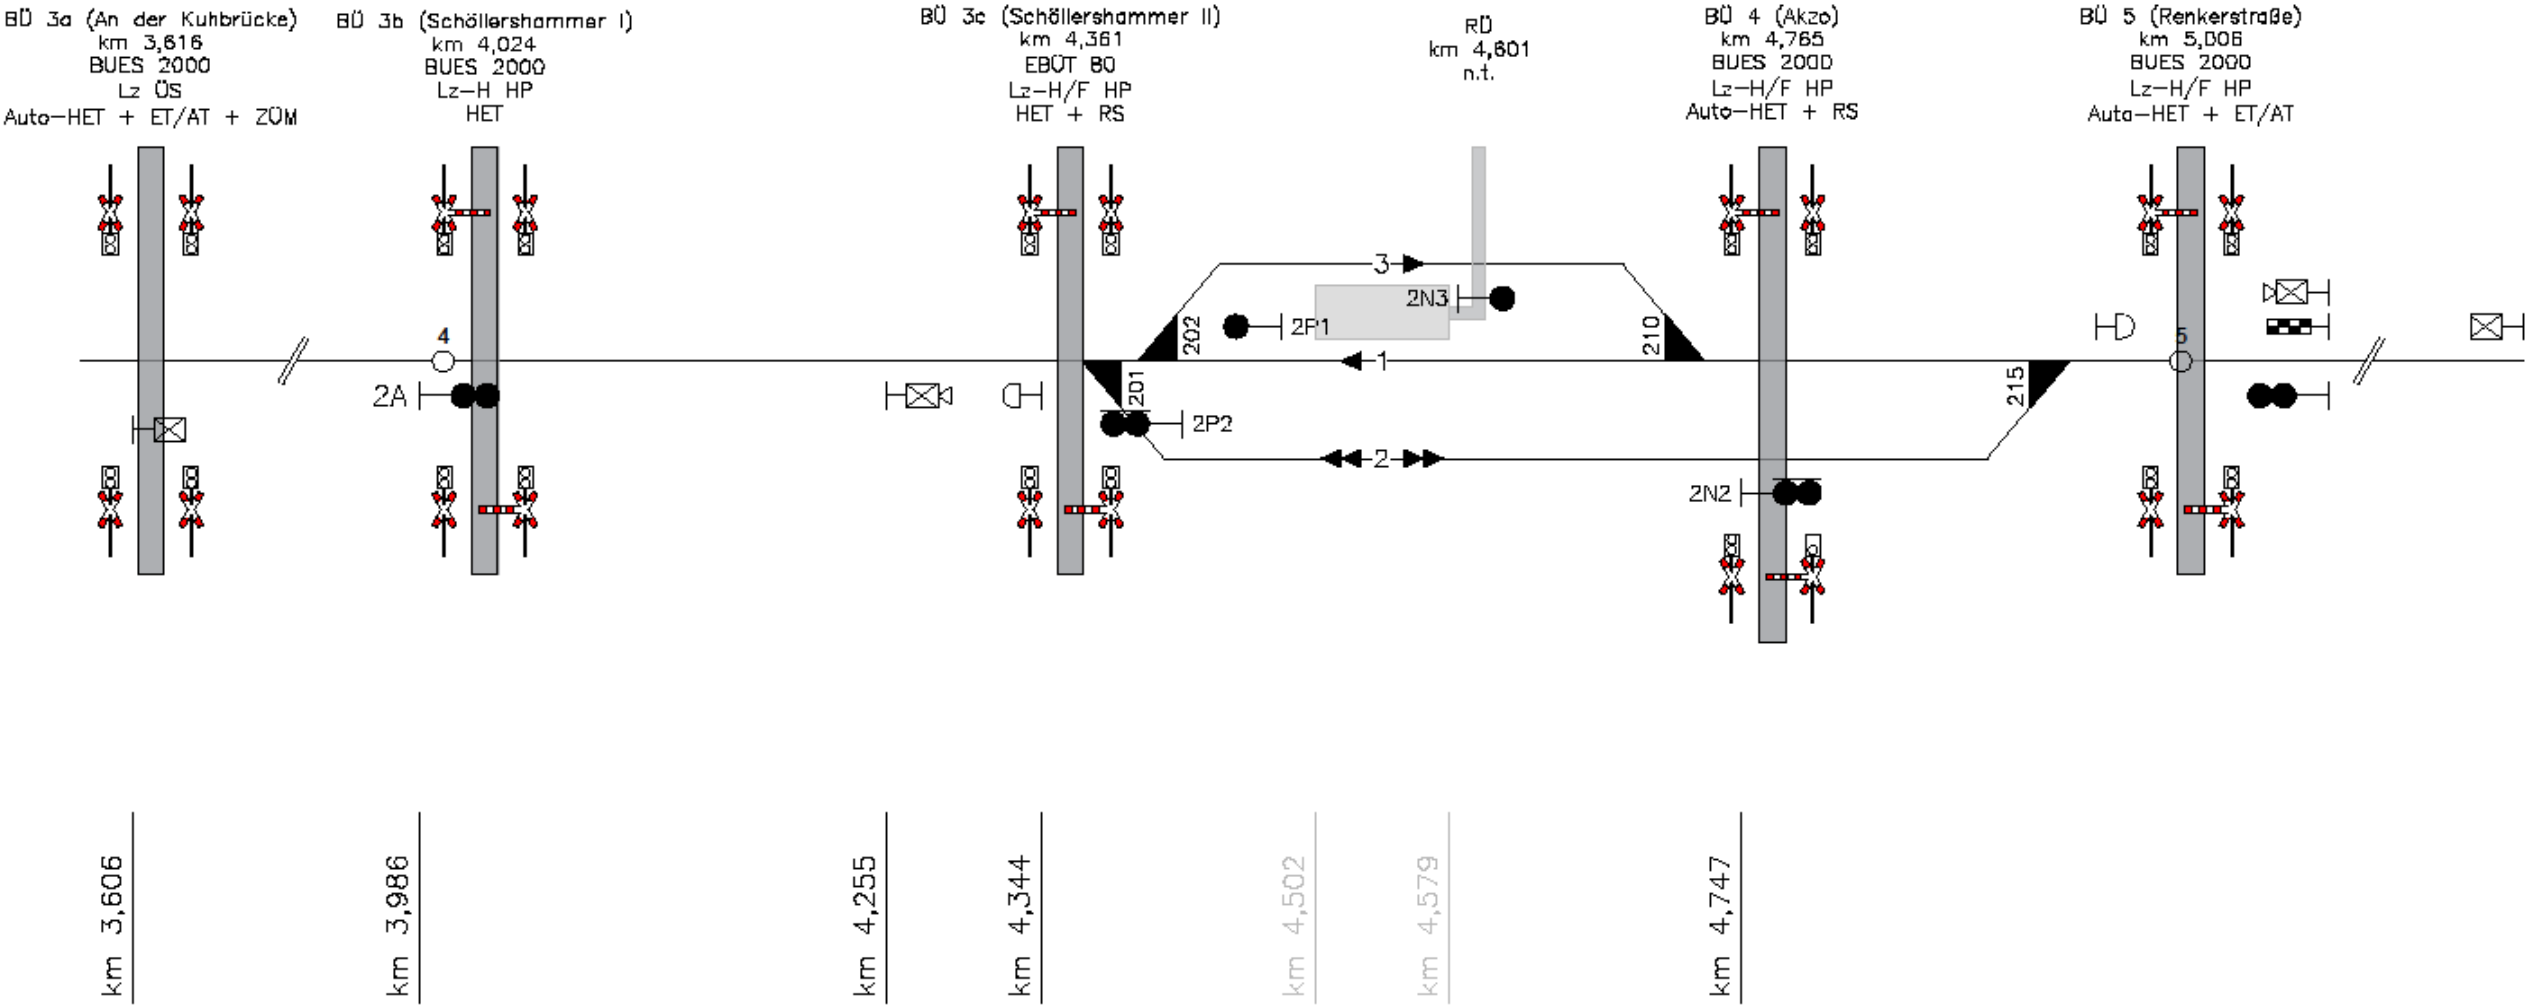 BÜ 3a (An der Kuhbrücke)
km 3,616
BUES 2000
Lz ÜS
Auto-HET + ET/AT + ZÜM
BÜ 3b (Schöllershammer I)
km 4,024
BUES 2000
Lz-H HP
HET
BÜ 3c (Schöllershammer II)
km 4,361
EBÜT 80
Lz-H/F HP
HET + RS
RÜ
km 4,601
n.t.
BÜ 4 (Akzo)
km 4,765
BUES 2000
Lz-H/F HP
Auto-HET + RS
BÜ 5 (Renkerstraße)
km 5,006
BUES 2000
Lz-H/F HP
Auto-HET + ET/AT
3
2N3
202
2P1
210
4
5
1
2A
201
215
2P2
2
2N2
km 3,606
km 3,986
km 4,255
km 4,344
km 4,502
km 4,579
km 4,747